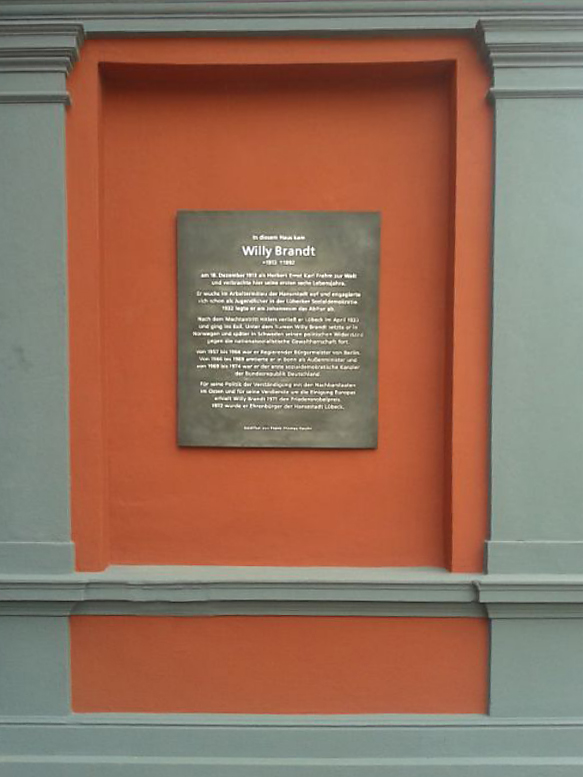 In diesem Haus kam
Willy Brandt
*1913 †1992
am 18. Dezember 1913 als Herbert Ernst Karl Frahm zur Welt
und verbrachte hier seine ersten sechs Lebensjahre.
Er wuchs im Arbeitermilieu der Hansestadt auf und engagierte
sich schon als Jugendlicher in der Lübecker Sozialdemokratie.
1932 legte er am Johanneum das Abitur ab.
Nach dem Machtantritt Hitlers verließ er Lübeck im April 1933
und ging ins Exil. Unter dem Namen Willy Brandt setzte er in
Norwegen und später in Schweden seinen politischen Widerstand
gegen die nationalsozialistische Gewaltherrschaft fort.
von 1957 bis 1966 war er Regierender Bürgermeister von Berlin.
Von 1966 bis 1969 amtierte er in Bonn als Außenminister und
von 1969 bis 1974 war er der erste sozialdemokratische Kanzler
der Bundesrepublik Deutschland.
Für seine Politik der Verständigung mit den Nachbarstaaten
im Osten und für seine Verdienste um die Einigung Europas
erhielt Willy Brandt 1971 den Friedensnobelpreis.
1972 wurde er Ehrenbürger der Hansestadt Lübeck.
Gestiftet von Frank-Thomas